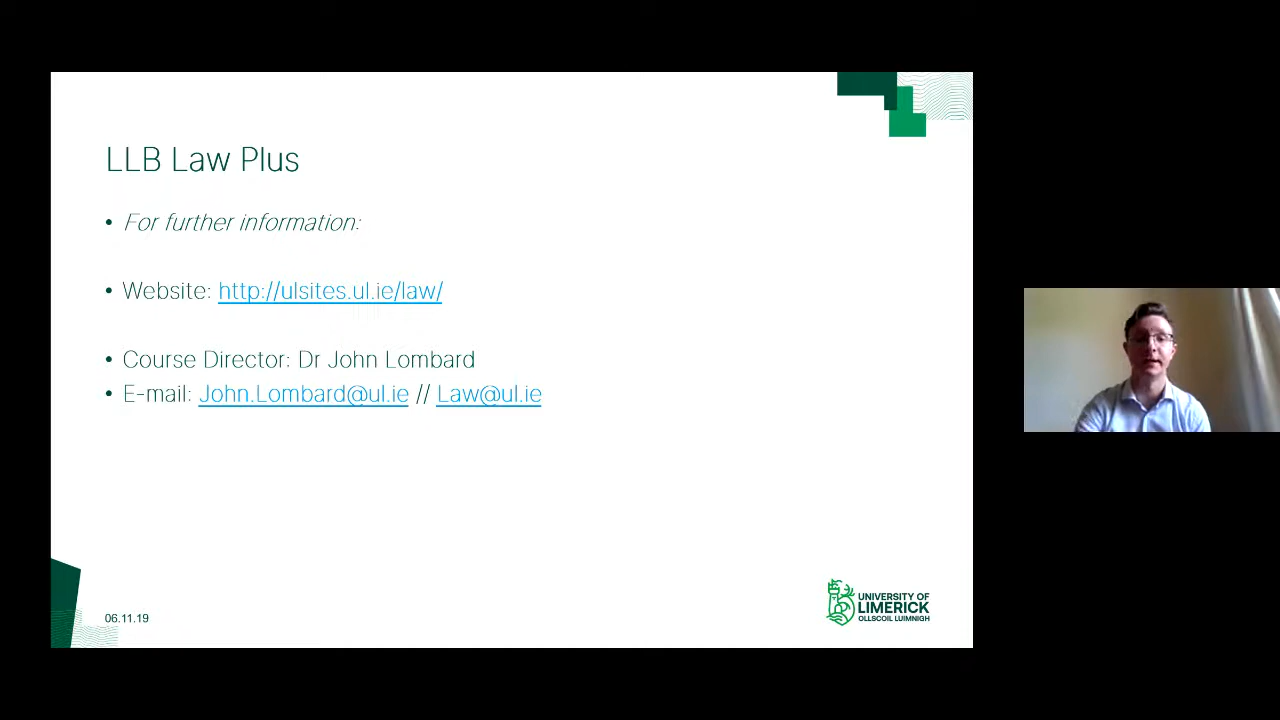 LLB Law Plus
• For further information:
• Website: http://ulsites.ul.ie/law/
• Course Director: Dr John Lombard
• E-mail: John.Lombard@ul.ie // Law@ul.ie
06.11.19
UNIVERSITY OF
LIMERICK
OLLSCOIL LUIMNIGH